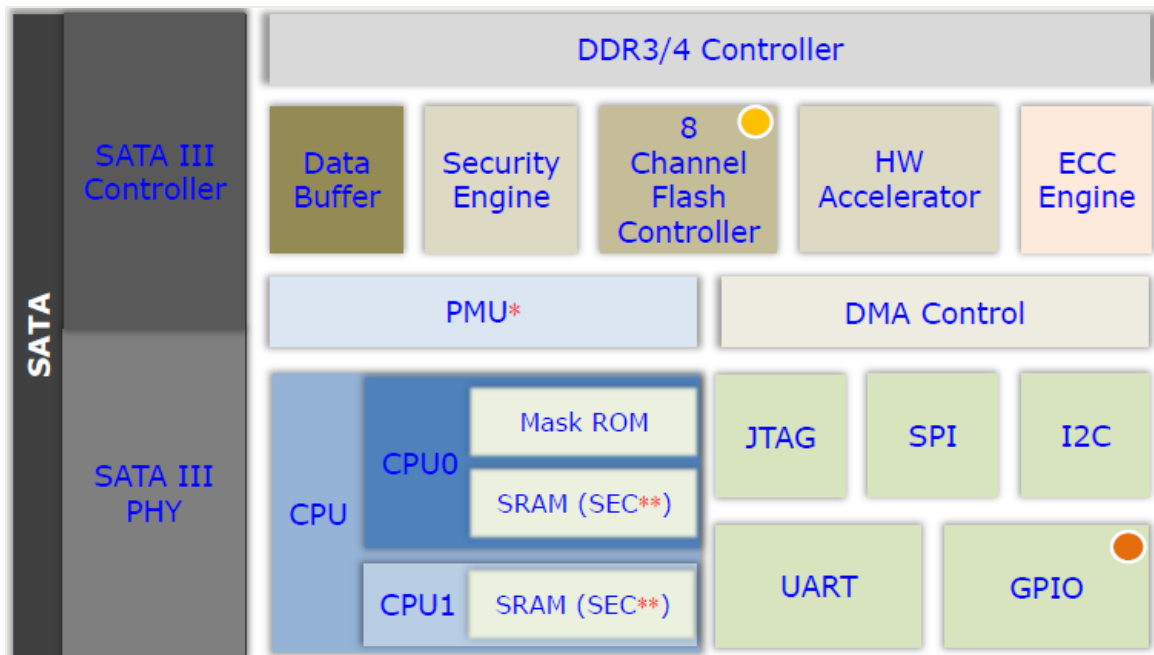 SATA
SATA III
Controller
SATA III
PHY
DDR3/4 Controller
Data
Buffer
Security
Engine
8
Channel
Flash
Controller
HW
Accelerator
ECC
Engine
PMU*
DMA Control
CPU
CPU0
Mask ROM
SRAM (SEC**)
CPU1
SRAM (SEC**)
JTAG
SPI
I2C
UART
GPIO